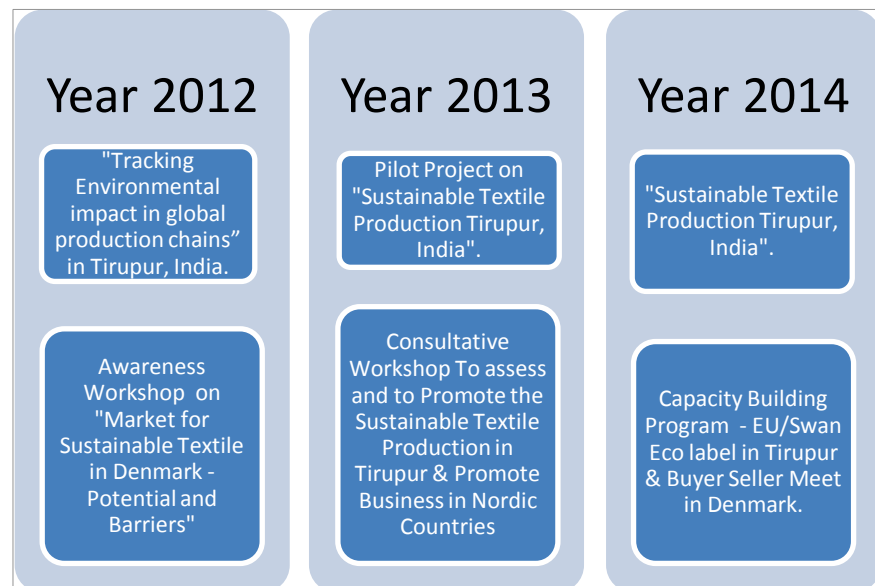 Year 2012
"Tracking
Environmental
impact in global
production chains”
in Tirupur, India.
Awareness
Workshop on
"Market for
Sustainable Textile
in Denmark -
Potential and
Barriers"
Year 2013
Pilot Project on
"Sustainable Textile
Production Tirupur,
India".
Consultative
Workshop To assess
and to Promote the
Sustainable Textile
Production in
Tirupur & Promote
Business in Nordic
Countries
Year 2014
"Sustainable Textile
Production Tirupur,
India".
Capacity Building
Program - EU/Swan
Eco label in Tirupur
& Buyer Seller Meet
in Denmark.